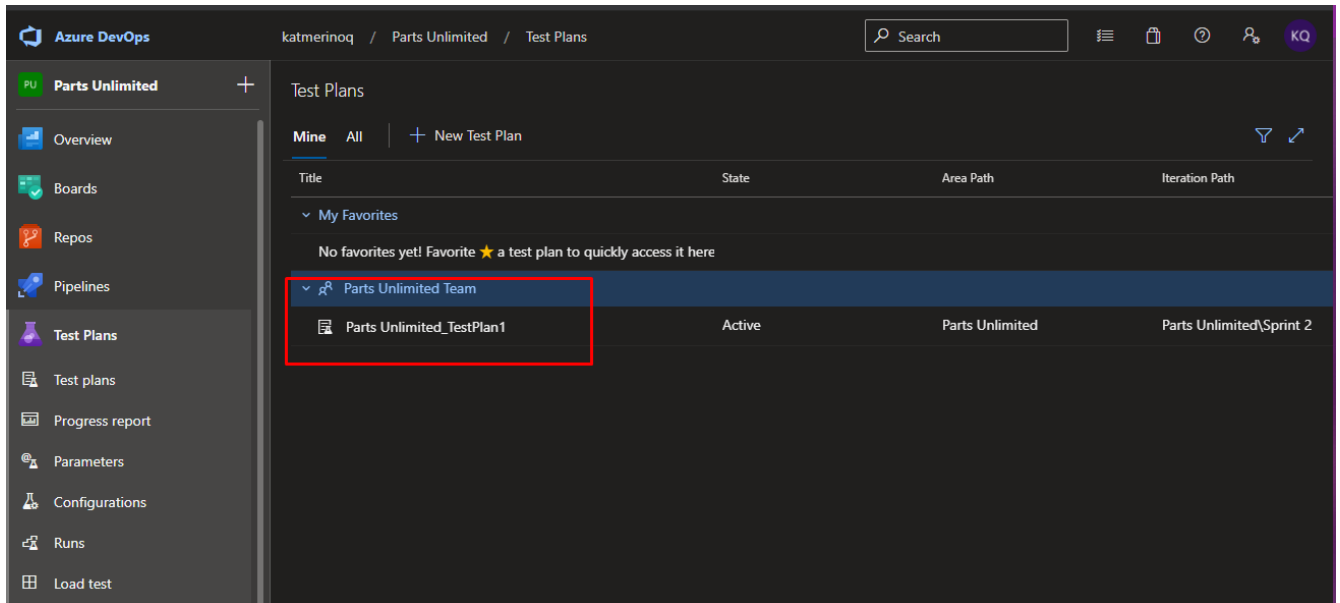 Azure DevOps
katmerinoq / Parts Unlimited / Test Plans
Search
KQ
PU Parts Unlimited
Overview
Boards
Repos
Pipelines
Test Plans
Test plans
Progress report
Parameters
Configurations
Runs
Load test
Test Plans
Mine All + New Test Plan
Title State Area Path Iteration Path
My Favorites
No favorites yet! Favorite ★ a test plan to quickly access it here
Parts Unlimited Team
Parts Unlimited_TestPlan1 Active Parts Unlimited Parts Unlimited\Sprint 2